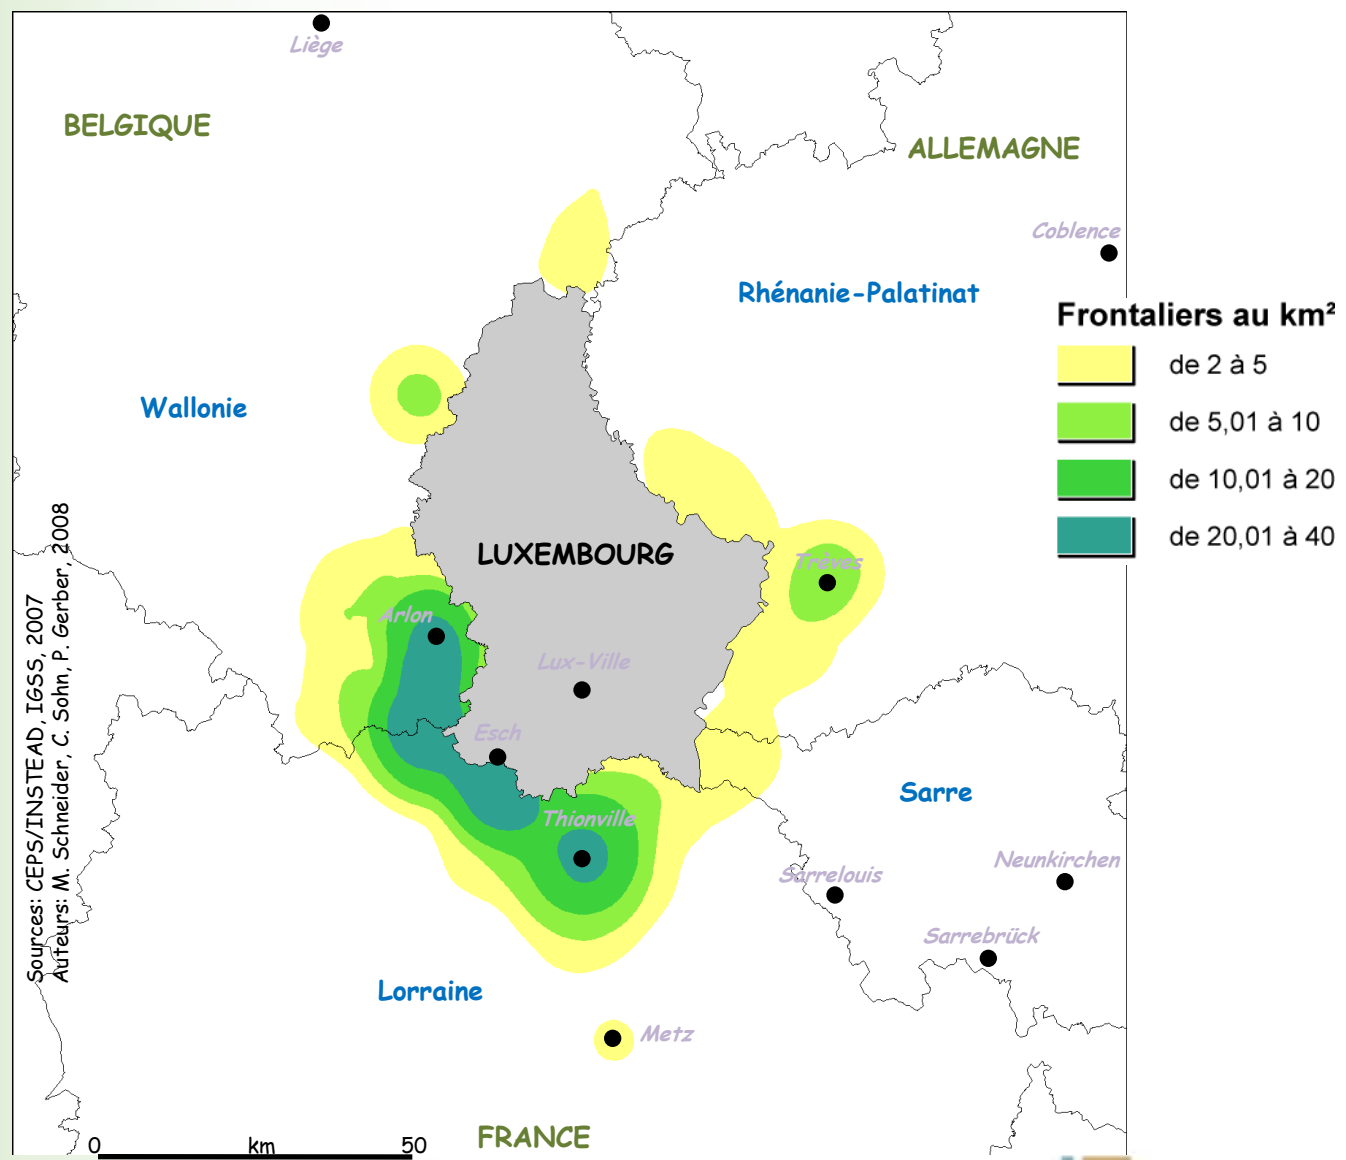 Liège
BELGIQUE
ALLEMAGNE
Coblence
Rhénanie-Palatinat
Frontaliers au km²
de 2 à 5
Wallonie
de 5,01 à 10
de 10,01 à 20
de 20,01 à 40
LUXEMBOURG
Trèves
Arlon
Lux-Ville
Esch
Sarre
Thionville
Neunkirchen
Sarrelouis
Sarrebrück
Lorraine
Metz
FRANCE
0 km 50
Sources: CEPS/INSTEAD, IGSS, 2007
Auteurs: M. Schneider, C. Sohn, P. Gerber, 2008